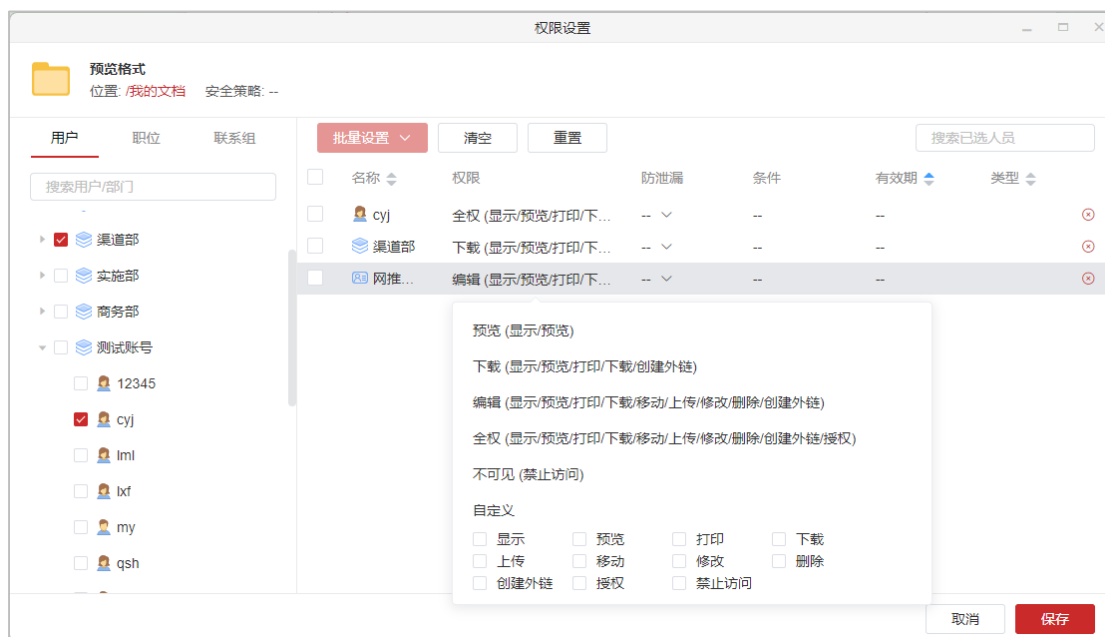 权限设置
预览格式
位置: /我的文档 安全策略: --
用户 职位 联系组
搜索用户/部门
渠道部
实施部
商务部
测试账号
12345
cyj
lml
lxf
my
qsh
批量设置 清空 重置 搜索已选人员
名称 权限 防泄漏 条件 有效期 类型
cyj 全权 (显示/预览/打印/下... -- -- --
渠道部 下载 (显示/预览/打印/下... -- -- --
网推... 编辑 (显示/预览/打印/下... -- -- --
预览 (显示/预览)
下载 (显示/预览/打印/下载/创建外链)
编辑 (显示/预览/打印/下载/移动/上传/修改/删除/创建外链)
全权 (显示/预览/打印/下载/移动/上传/修改/删除/创建外链/授权)
不可见 (禁止访问)
自定义
显示 预览 打印 下载
上传 移动 修改 删除
创建外链 授权 禁止访问
取消 保存